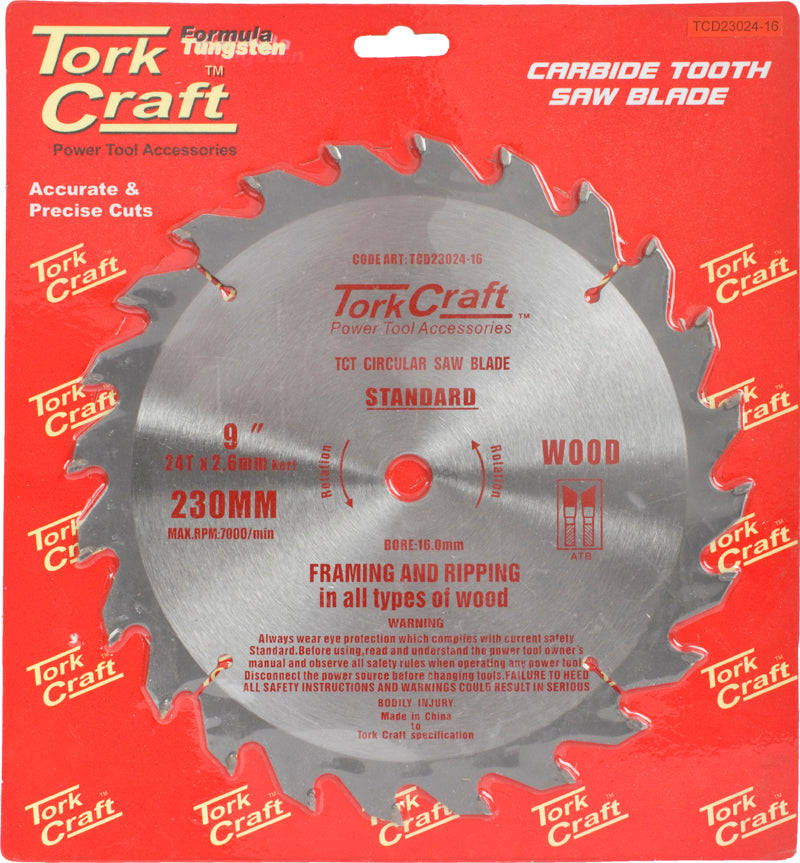 Formula
Tungsten
Tork
Craft™
Power Tool Accessories
TCD23024-16
CARBIDE TOOTH
SAW BLADE
Accurate &
Precise Cuts
Tork
Craft
Tork
Craft
Tork
Craft
Tork
Craft
Tork
Craft
Tork
Craft
Tork
Craft
Tork
Craft
Tork
Craft
Tork
Craft
Tork
Craft
CODE ART: TCD23024-16
TorkCraft™
Power Tool Accessories
TCT CIRCULAR SAW BLADE
STANDARD
9"
24T x 2.6mm Kerf
230MM
MAX.RPM:7000/min
Rotation
Rotation
WOOD
ATB
BORE:16.0mm
FRAMING AND RIPPING
in all types of wood
WARNING
Always wear eye protection which complies with current safety
Standard.Before using,read and understand the power tool owner's
manual and observe all safety rules when operating any power tool
Disconnect the power source before changing tools.FAILURE TO HEED
ALL SAFETY INSTRUCTIONS AND WARNINGS COULD RESULT IN SERIOUS
BODILY INJURY.
Made in China
to
Tork Craft specification